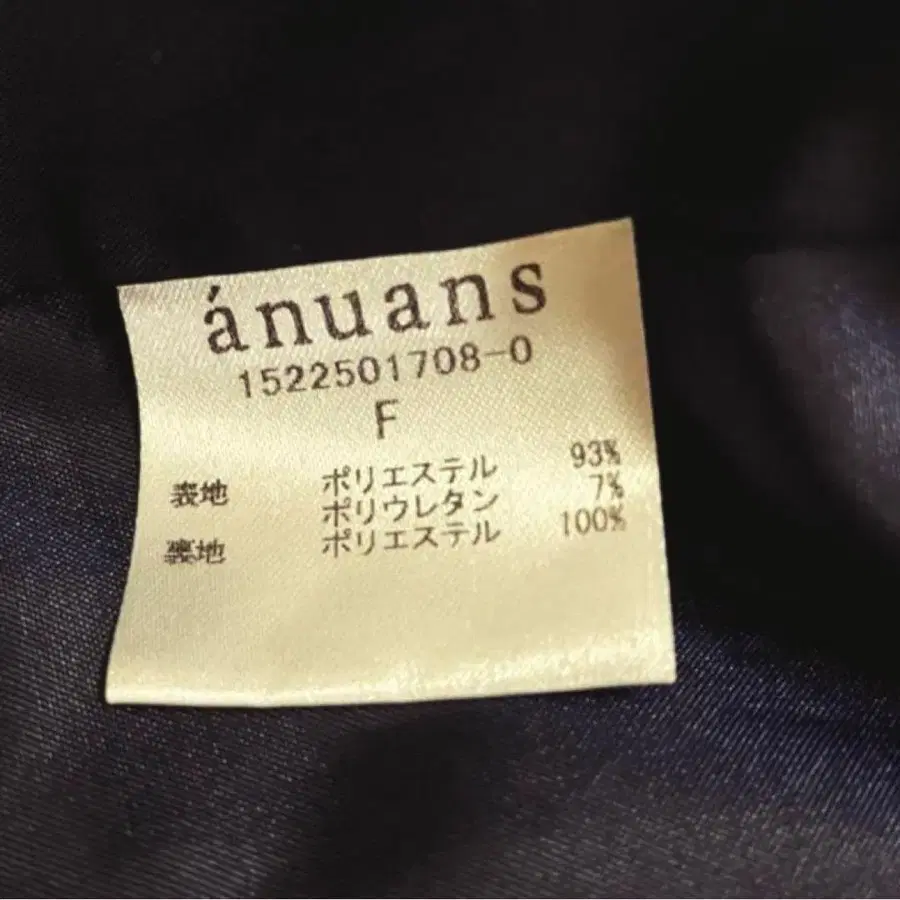 ánuans
1522501708-0
F
表地 ポリエステル 93%
ポリウレタン 7%
裏地 ポリエステル 100%